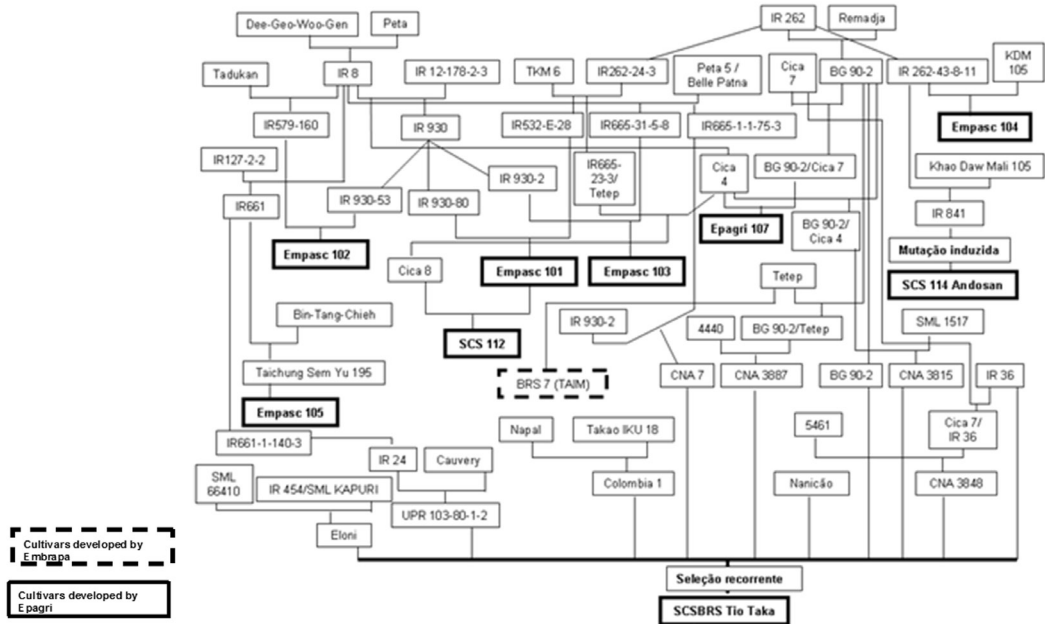 Dee-Geo-Woo-Gen
Peta
IR 262
Remadja
Tadukan
IR 8
IR 12-178-2-3
TKM 6
IR262-24-3
Peta 5 /
Belle Patna
Cica
7
BG 90-2
IR 262-43-8-11
KDM
105
IR579-160
IR 930
IR532-E-28
IR665-31-5-8
IR665-1-1-75-3
Empasc 104
IR127-2-2
IR 930-2
IR665-
23-3/
Tetep
Cica
4
BG 90-2/Cica 7
Khao Daw Mali 105
IR661
IR 930-53
IR 930-80
Epagri 107
BG 90-2/
Cica 4
IR 841
Empasc 102
Cica 8
Empasc 101
Empasc 103
Mutação induzida
Tetep
SCS 114 Andosan
Bin-Tang-Chieh
IR 930-2
4440
BG 90-2/Tetep
SML 1517
SCS 112
Taichung Sem Yu 195
BRS 7 (TAIM)
CNA 7
CNA 3887
BG 90-2
CNA 3815
IR 36
Empasc 105
Napal
Takao IKU 18
5461
Cica 7/
IR 36
IR661-1-140-3
IR 24
Cauvery
SML
66410
IR 454/SML KAPURI
Colombia 1
Nanicão
CNA 3848
UPR 103-80-1-2
Eloni
Cultivars developed by
Embrapa
Seleção recorrente
Cultivars developed by
Epagri
SCSBRS Tio Taka